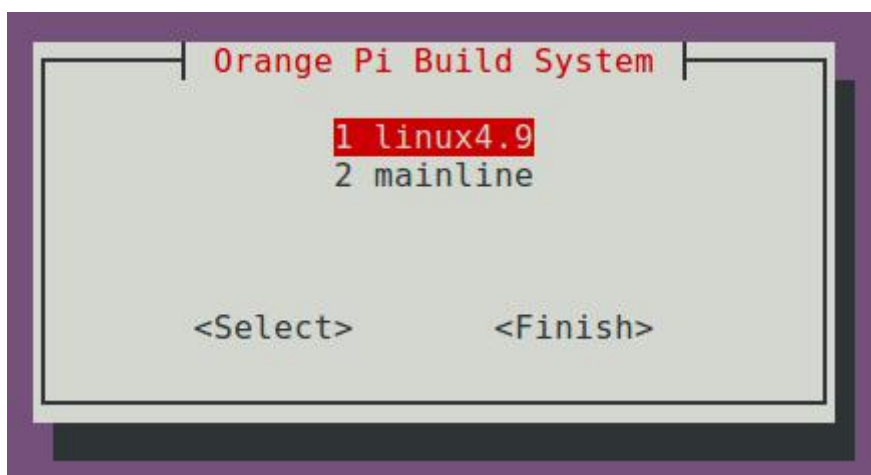 Orange Pi Build System
1 linux4.9
2 mainline
<Select> <Finish>